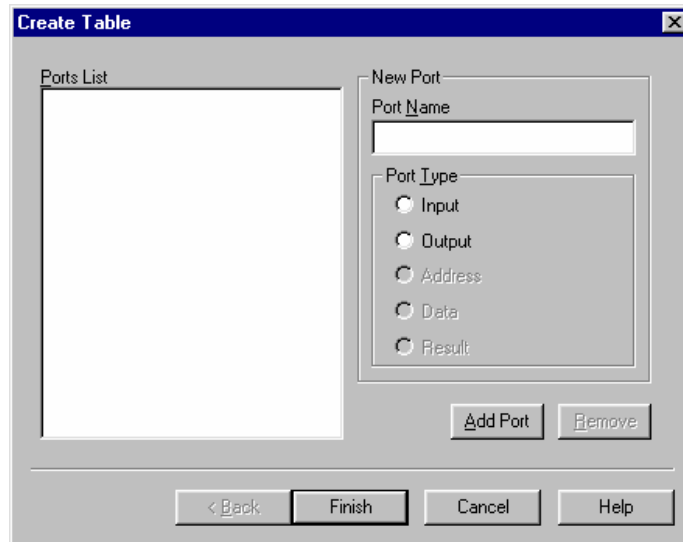 Create Table
Ports List
New Port
Port Name
Port Type
Input
Output
Address
Data
Result
Add Port
Remove
< Back
Finish
Cancel
Help